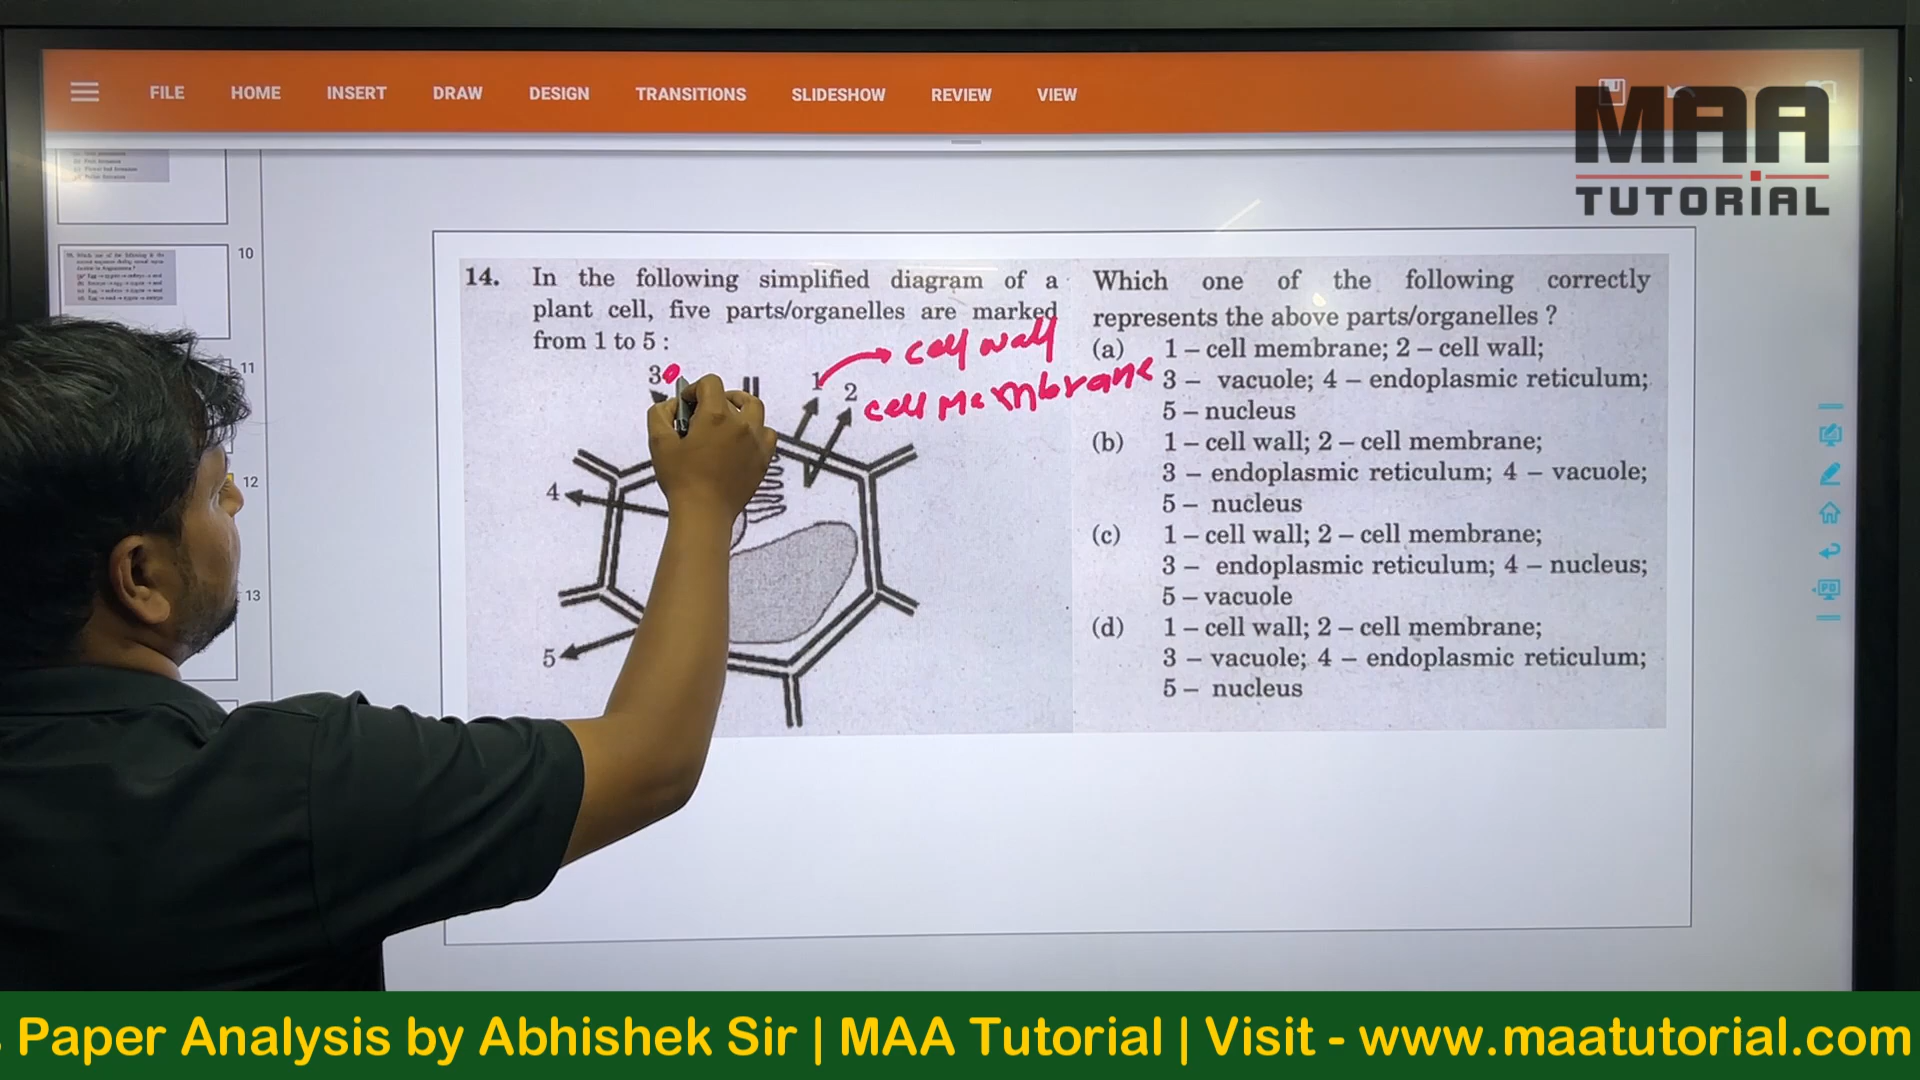 FILE HOME INSERT DRAW DESIGN TRANSITIONS SLIDESHOW REVIEW VIEW
MAA
TUTORIAL
10
11
12
13
14. In the following simplified diagram of a
plant cell, five parts/organelles are marked
from 1 to 5 :
cell wall
3
1
2
cell membrane
4
5
Which one of the following correctly
represents the above parts/organelles ?
(a) 1 – cell membrane; 2 – cell wall;
3 – vacuole; 4 – endoplasmic reticulum;
5 – nucleus
(b) 1 – cell wall; 2 – cell membrane;
3 – endoplasmic reticulum; 4 – vacuole;
5 – nucleus
(c) 1 – cell wall; 2 – cell membrane;
3 – endoplasmic reticulum; 4 – nucleus;
5 – vacuole
(d) 1 – cell wall; 2 – cell membrane;
3 – vacuole; 4 – endoplasmic reticulum;
5 – nucleus
Paper Analysis by Abhishek Sir | MAA Tutorial | Visit - www.maatutorial.com